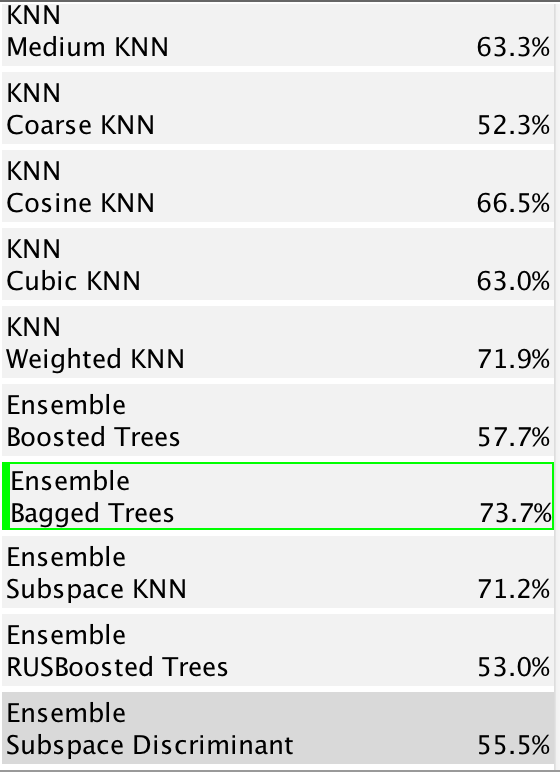 KNN
Medium KNN 63.3%
KNN
Coarse KNN 52.3%
KNN
Cosine KNN 66.5%
KNN
Cubic KNN 63.0%
KNN
Weighted KNN 71.9%
Ensemble
Boosted Trees 57.7%
Ensemble
Bagged Trees 73.7%
Ensemble
Subspace KNN 71.2%
Ensemble
RUSBoosted Trees 53.0%
Ensemble
Subspace Discriminant 55.5%